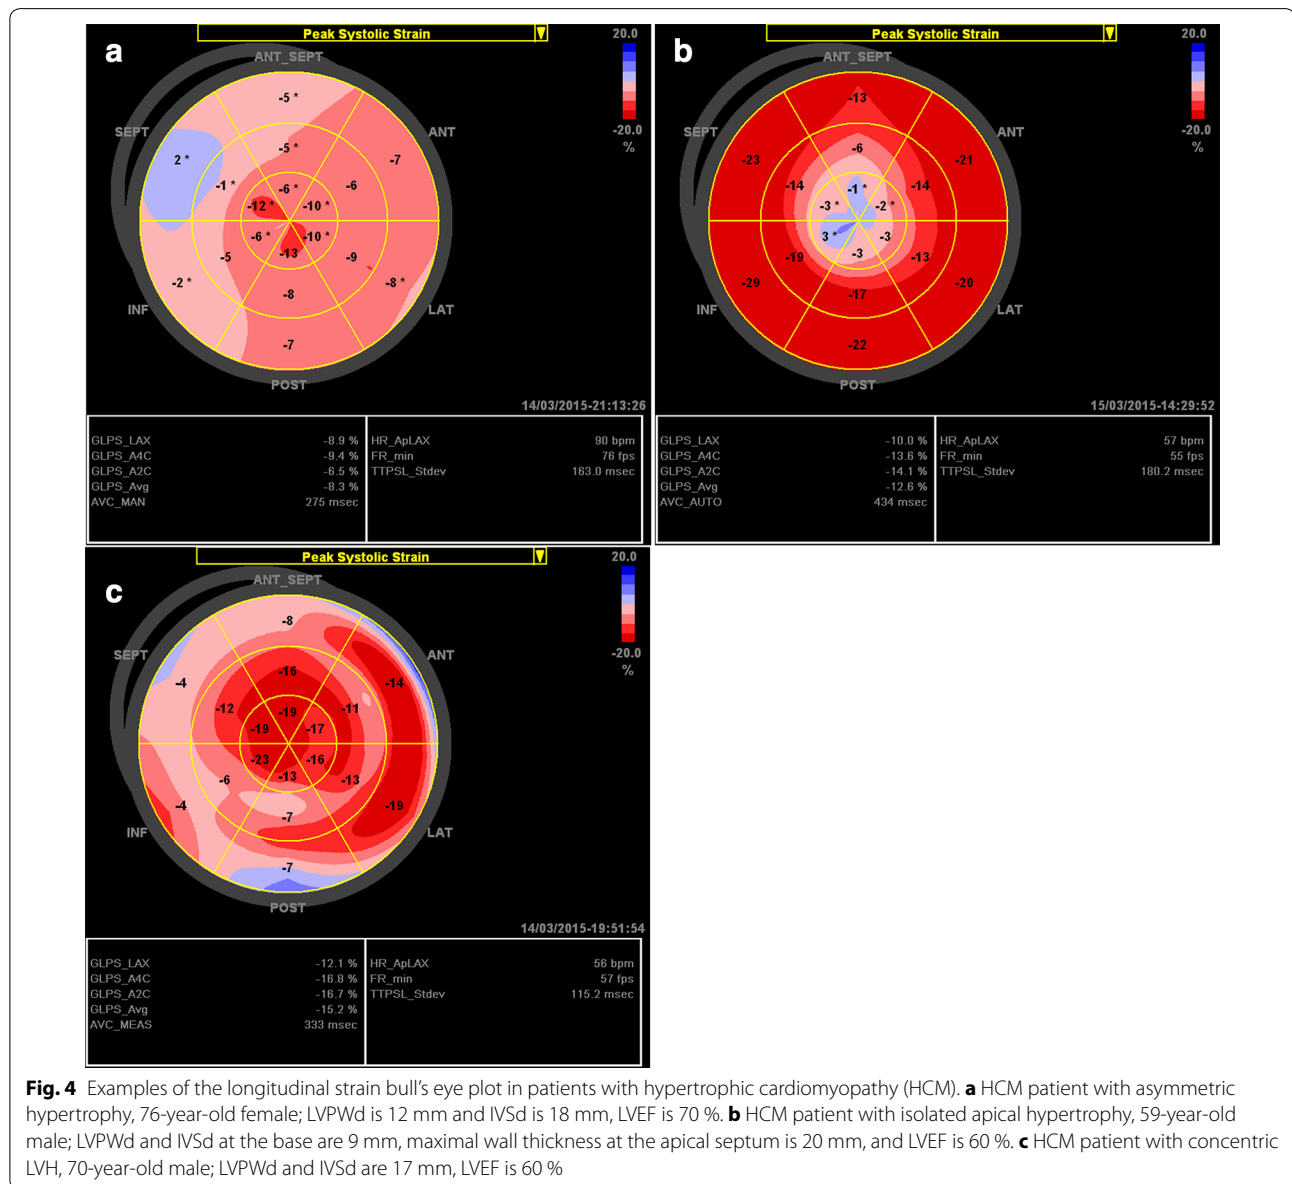 a
Peak Systolic Strain
20.0
-20.0
%
ANT_SEPT
SEPT
ANT
INF
LAT
POST
-5 *
2 *
-7
-5 *
-1 *
-6
-6 *
-12 *
-10 *
-6 *
-10 *
-13
-5
-9
-2 *
-8 *
-8
-7
14/03/2015-21:13:26
GLPS_LAX -8.9 %
GLPS_A4C -9.4 %
GLPS_A2C -6.5 %
GLPS_Avg -8.3 %
AVC_MAN 275 msec
HR_ApLAX 90 bpm
FR_min 76 fps
TTPSL_Stdev 163.0 msec
b
Peak Systolic Strain
20.0
-20.0
%
ANT_SEPT
SEPT
ANT
INF
LAT
POST
-13
-23
-21
-6
-14
-14
-1 *
-3 *
-2 *
3 *
-3
-3
-19
-13
-29
-20
-17
-22
15/03/2015-14:29:52
GLPS_LAX -10.0 %
GLPS_A4C -13.6 %
GLPS_A2C -14.1 %
GLPS_Avg -12.6 %
AVC_AUTO 434 msec
HR_ApLAX 57 bpm
FR_min 55 fps
TTPSL_Stdev 180.2 msec
c
Peak Systolic Strain
20.0
-20.0
%
ANT_SEPT
SEPT
ANT
INF
LAT
POST
-8
-4
-14
-16
-12
-11
-19
-19
-17
-23
-16
-13
-6
-13
-4
-19
-7
-7
14/03/2015-19:51:54
GLPS_LAX -12.1 %
GLPS_A4C -16.8 %
GLPS_A2C -16.7 %
GLPS_Avg -15.2 %
AVC_MEAS 333 msec
HR_ApLAX 56 bpm
FR_min 57 fps
TTPSL_Stdev 115.2 msec
Fig. 4 Examples of the longitudinal strain bull's eye plot in patients with hypertrophic cardiomyopathy (HCM). a HCM patient with asymmetric
hypertrophy, 76-year-old female; LVPWd is 12 mm and IVSd is 18 mm, LVEF is 70 %. b HCM patient with isolated apical hypertrophy, 59-year-old
male; LVPWd and IVSd at the base are 9 mm, maximal wall thickness at the apical septum is 20 mm, and LVEF is 60 %. c HCM patient with concentric
LVH, 70-year-old male; LVPWd and IVSd are 17 mm, LVEF is 60 %